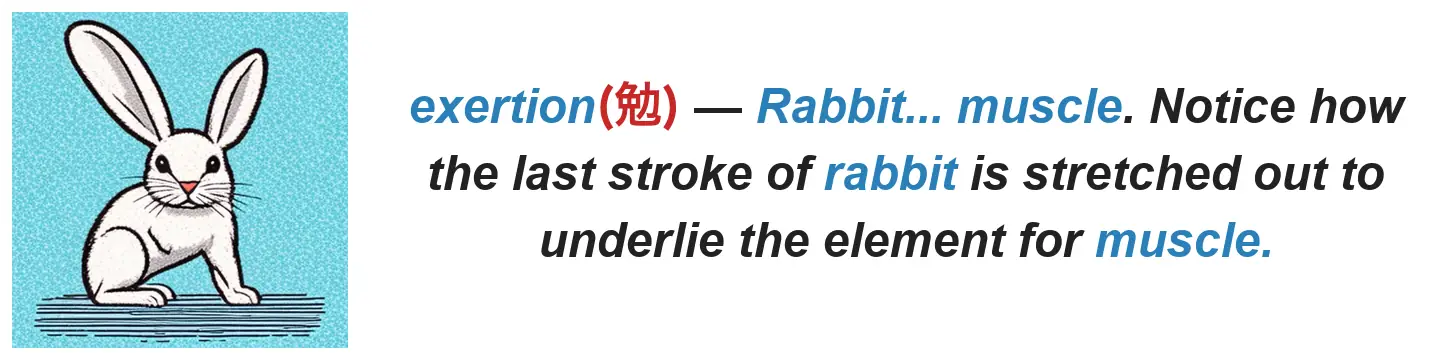 exertion(勉) — Rabbit... muscle. Notice how
the last stroke of rabbit is stretched out to
underlie the element for muscle.